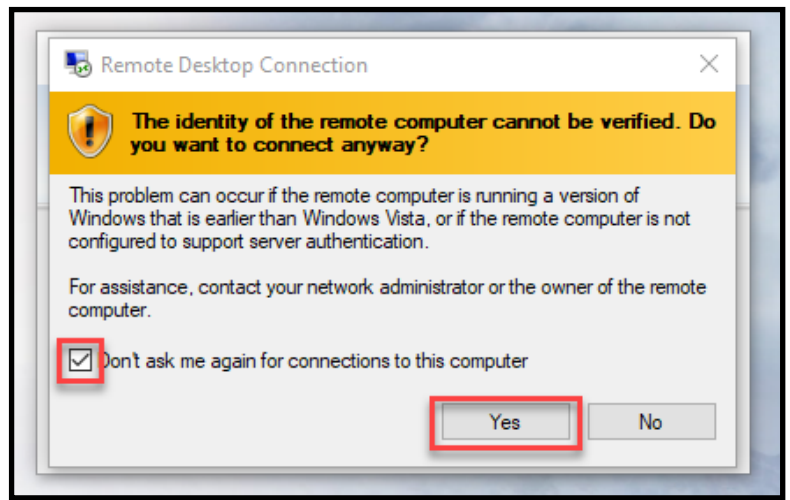 Remote Desktop Connection
The identity of the remote computer cannot be verified. Do
you want to connect anyway?
This problem can occur if the remote computer is running a version of
Windows that is earlier than Windows Vista, or if the remote computer is not
configured to support server authentication.
For assistance, contact your network administrator or the owner of the remote
computer.
Don't ask me again for connections to this computer
Yes
No